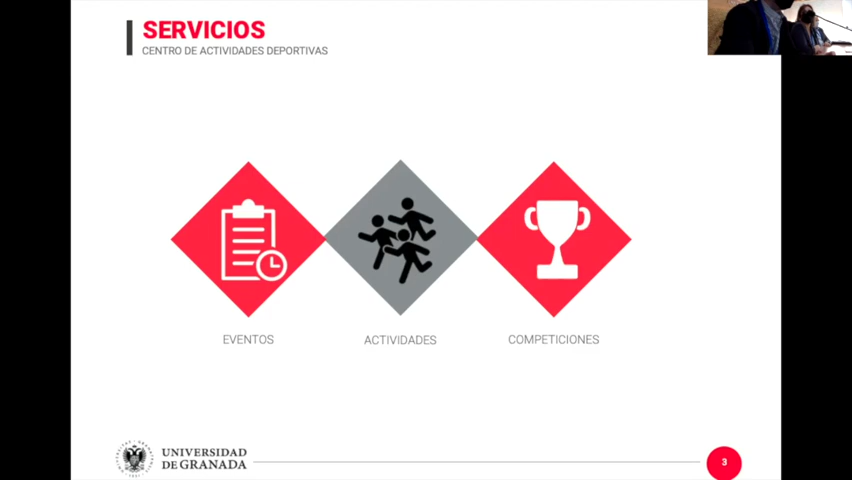 SERVICIOS
CENTRO DE ACTIVIDADES DEPORTIVAS
EVENTOS
ACTIVIDADES
COMPETICIONES
UNIVERSIDAD
DE GRANADA
3